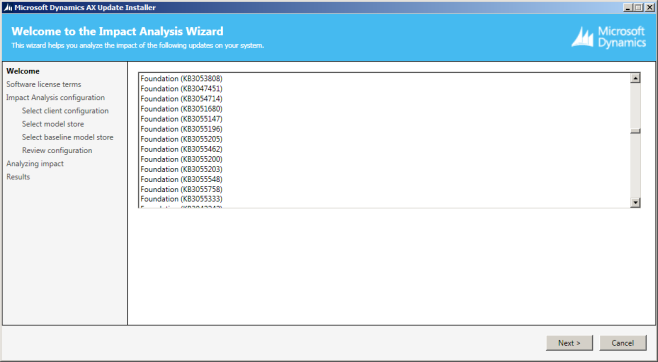 Microsoft Dynamics AX Update Installer
Welcome to the Impact Analysis Wizard
This wizard helps you analyze the impact of the following updates on your system.
Microsoft
Dynamics
Welcome
Software license terms
Impact Analysis configuration
Select client configuration
Select model store
Select baseline model store
Review configuration
Analyzing impact
Results
Foundation (KB3053808)
Foundation (KB3047451)
Foundation (KB3054714)
Foundation (KB3051680)
Foundation (KB3055147)
Foundation (KB3055196)
Foundation (KB3055205)
Foundation (KB3055462)
Foundation (KB3055200)
Foundation (KB3055203)
Foundation (KB3055548)
Foundation (KB3055758)
Foundation (KB3055333)
Next >
Cancel